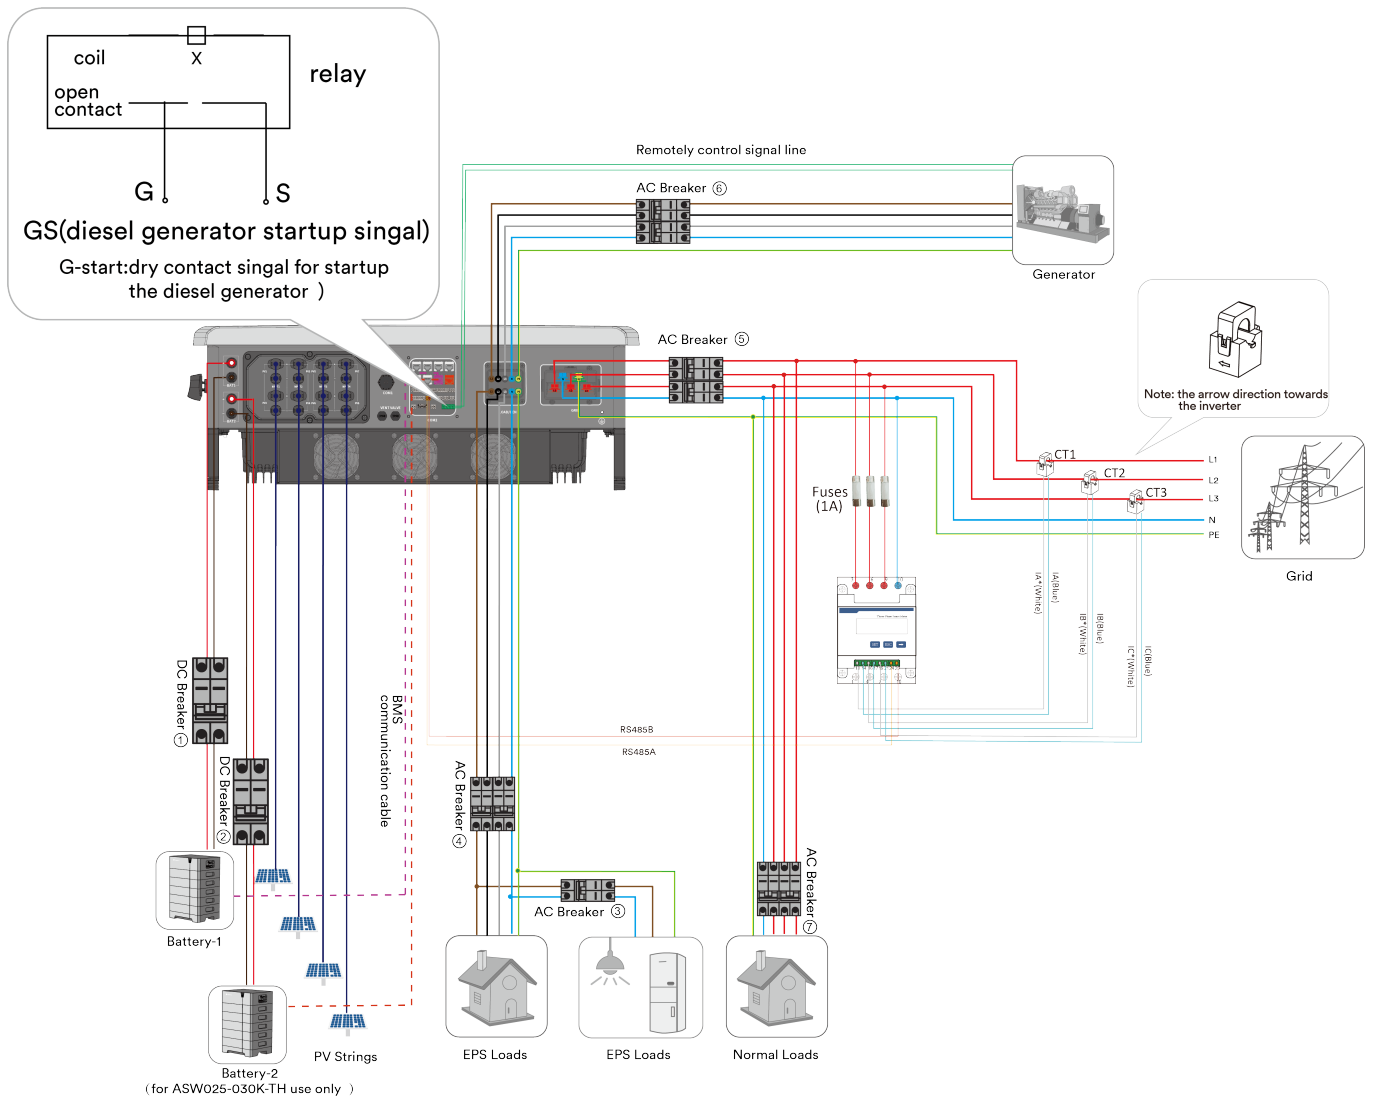 coil
X
relay
open
contact
G
S
GS(diesel generator startup singal)
G-start:dry contact singal for startup
the diesel generator )
Remotely control signal line
AC Breaker ⑥
Generator
AC Breaker ⑤
Note: the arrow direction towards
the inverter
CT1
CT2
CT3
L1
L2
L3
N
PE
Grid
Fuses
(1A)
IA*(White)
IA(Blue)
IB*(White)
IB(Blue)
IC*(White)
IC(Blue)
RS485B
RS485A
DC Breaker ①
DC Breaker ②
BMS
communication cable
AC Breaker ④
AC Breaker ③
AC Breaker ⑦
Battery-1
Battery-2
(for ASW025-030K-TH use only )
PV Strings
EPS Loads
EPS Loads
Normal Loads